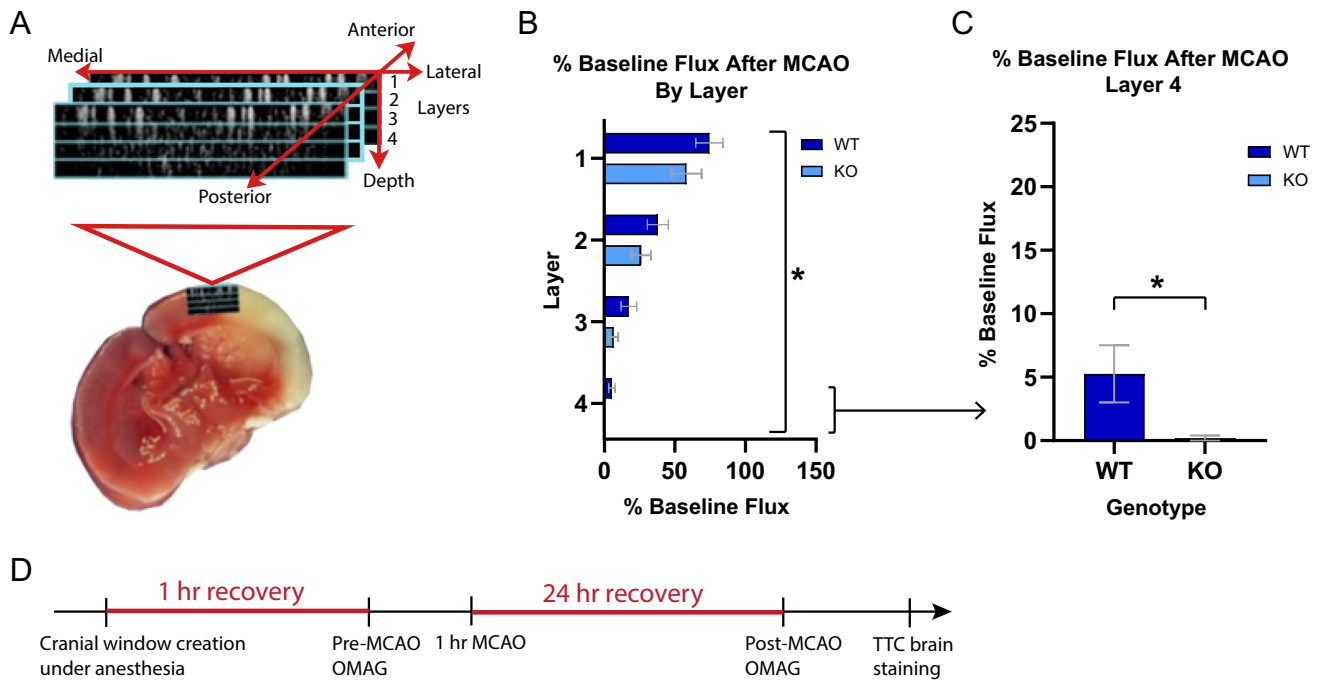 A
Anterior
Medial
Lateral
1
2
3
4
Layers
Posterior
Depth
B
% Baseline Flux After MCAO
By Layer
WT
KO
Layer
1
2
3
4
*
0 50 100 150
% Baseline Flux
C
% Baseline Flux After MCAO
Layer 4
WT
KO
% Baseline Flux
25
20
15
10
5
0
*
WT KO
Genotype
D
1 hr recovery
24 hr recovery
Cranial window creation
under anesthesia
Pre-MCAO
OMAG
1 hr MCAO
Post-MCAO
OMAG
TTC brain
staining